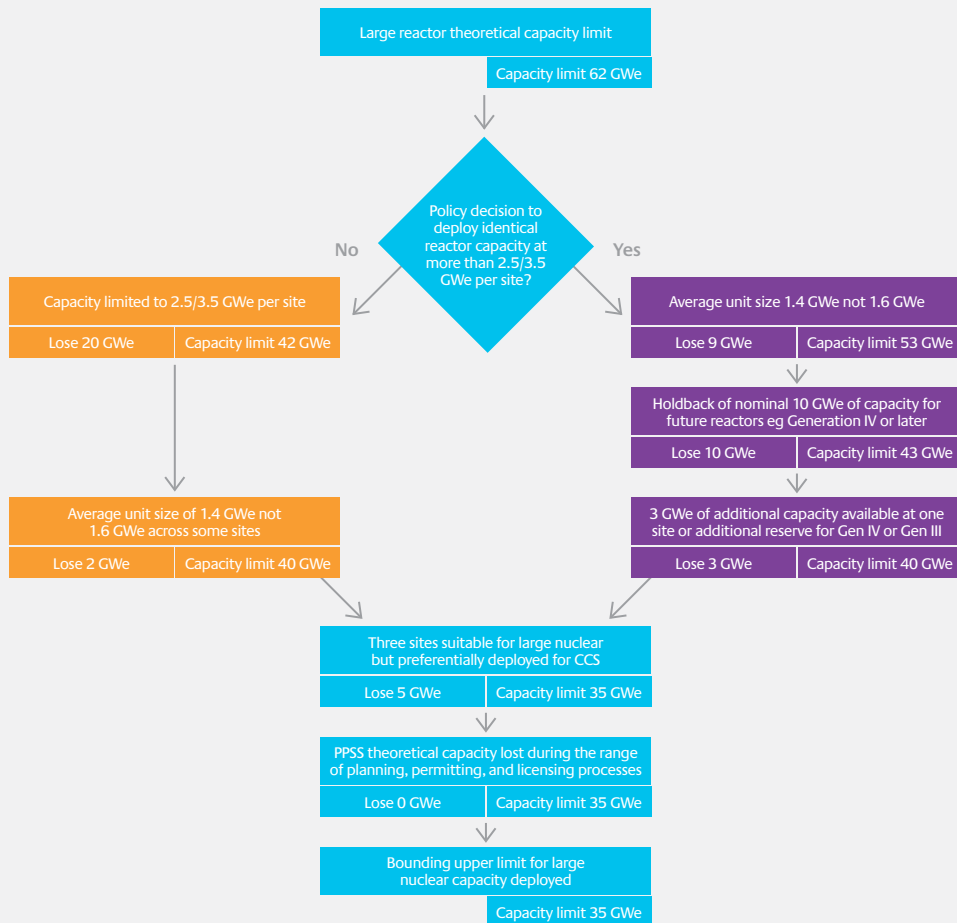 Large reactor theoretical capacity limit
Capacity limit 62 GWe
Policy decision to
deploy identical
reactor capacity at
more than 2.5/3.5
GWe per site?
No
Yes
Capacity limited to 2.5/3.5 GWe per site
Lose 20 GWe
Capacity limit 42 GWe
Average unit size 1.4 GWe not 1.6 GWe
Lose 9 GWe
Capacity limit 53 GWe
Holdback of nominal 10 GWe of capacity for
future reactors eg Generation IV or later
Lose 10 GWe
Capacity limit 43 GWe
Average unit size of 1.4 GWe not
1.6 GWe across some sites
Lose 2 GWe
Capacity limit 40 GWe
3 GWe of additional capacity available at one
site or additional reserve for Gen IV or Gen III
Lose 3 GWe
Capacity limit 40 GWe
Three sites suitable for large nuclear
but preferentially deployed for CCS
Lose 5 GWe
Capacity limit 35 GWe
PPSS theoretical capacity lost during the range
of planning, permitting, and licensing processes
Lose 0 GWe
Capacity limit 35 GWe
Bounding upper limit for large
nuclear capacity deployed
Capacity limit 35 GWe